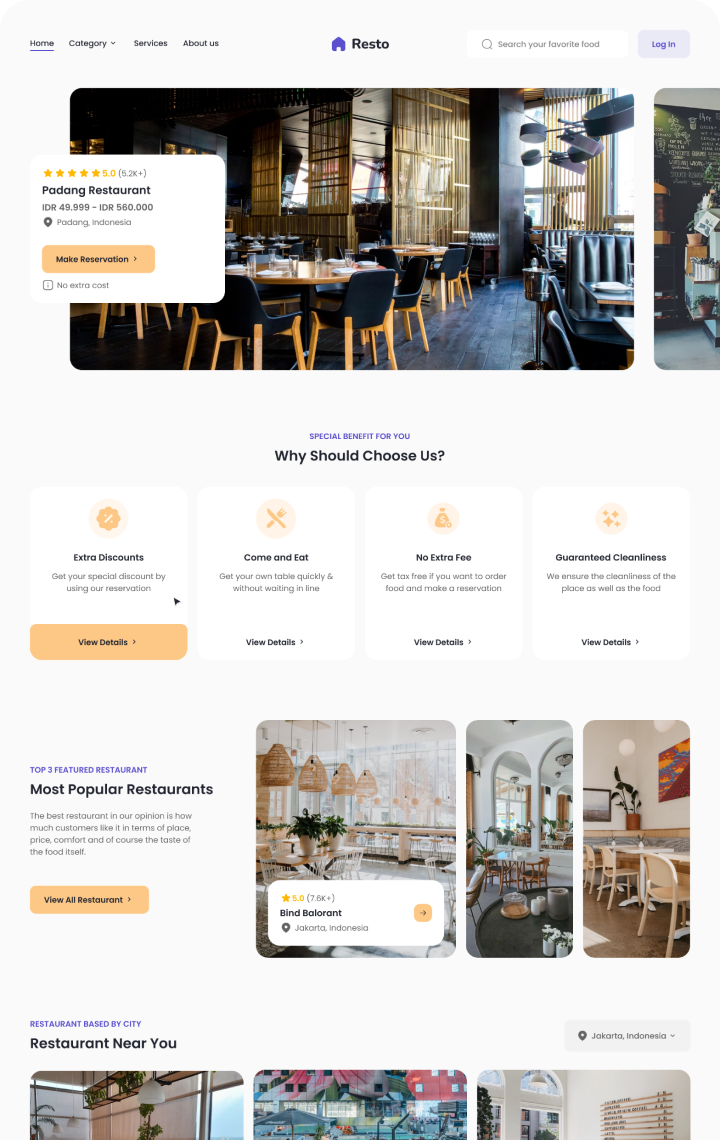 Home Category Services About us
Resto
Search your favorite food
Log In
5.0 (5.2K+)
Padang Restaurant
IDR 49.999 - IDR 560.000
Padang, Indonesia
Make Reservation
No extra cost
SPECIAL BENEFIT FOR YOU
Why Should Choose Us?
Extra Discounts
Get your special discount by
using our reservation
View Details
Come and Eat
Get your own table quickly &
without waiting in line
View Details
No Extra Fee
Get tax free if you want to order
food and make a reservation
View Details
Guaranteed Cleanliness
We ensure the cleanliness of the
place as well as the food
View Details
TOP 3 FEATURED RESTAURANT
Most Popular Restaurants
The best restaurant in our opinion is how
much customers like it in terms of place,
price, comfort and of course the taste of
the food itself.
View All Restaurant
5.0 (7.6K+)
Bind Balorant
Jakarta, Indonesia
RESTAURANT BASED BY CITY
Restaurant Near You
Jakarta, Indonesia